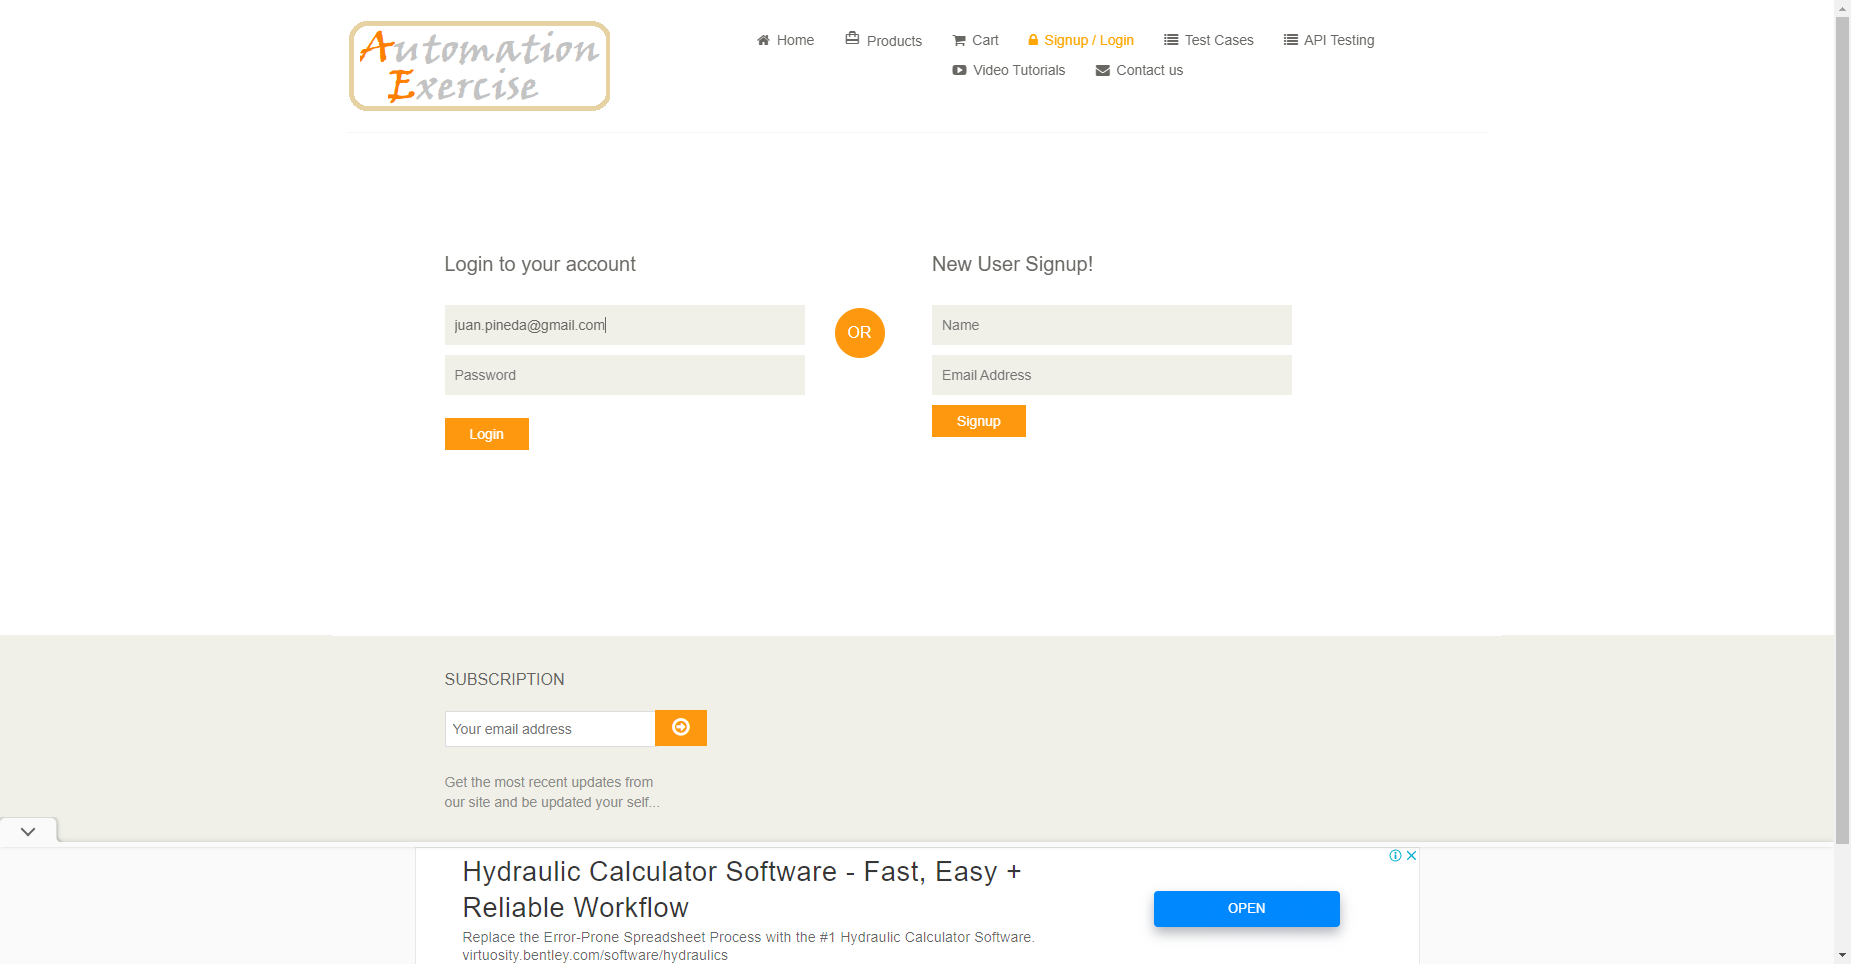 Automation
Exercise
Home
Products
Cart
Signup / Login
Test Cases
API Testing
Video Tutorials
Contact us
Login to your account
juan.pineda@gmail.com
Password
Login
OR
New User Signup!
Name
Email Address
Signup
SUBSCRIPTION
Your email address
Get the most recent updates from
our site and be updated your self...
Hydraulic Calculator Software - Fast, Easy +
Reliable Workflow
Replace the Error-Prone Spreadsheet Process with the #1 Hydraulic Calculator Software.
virtuosity.bentley.com/software/hydraulics
OPEN